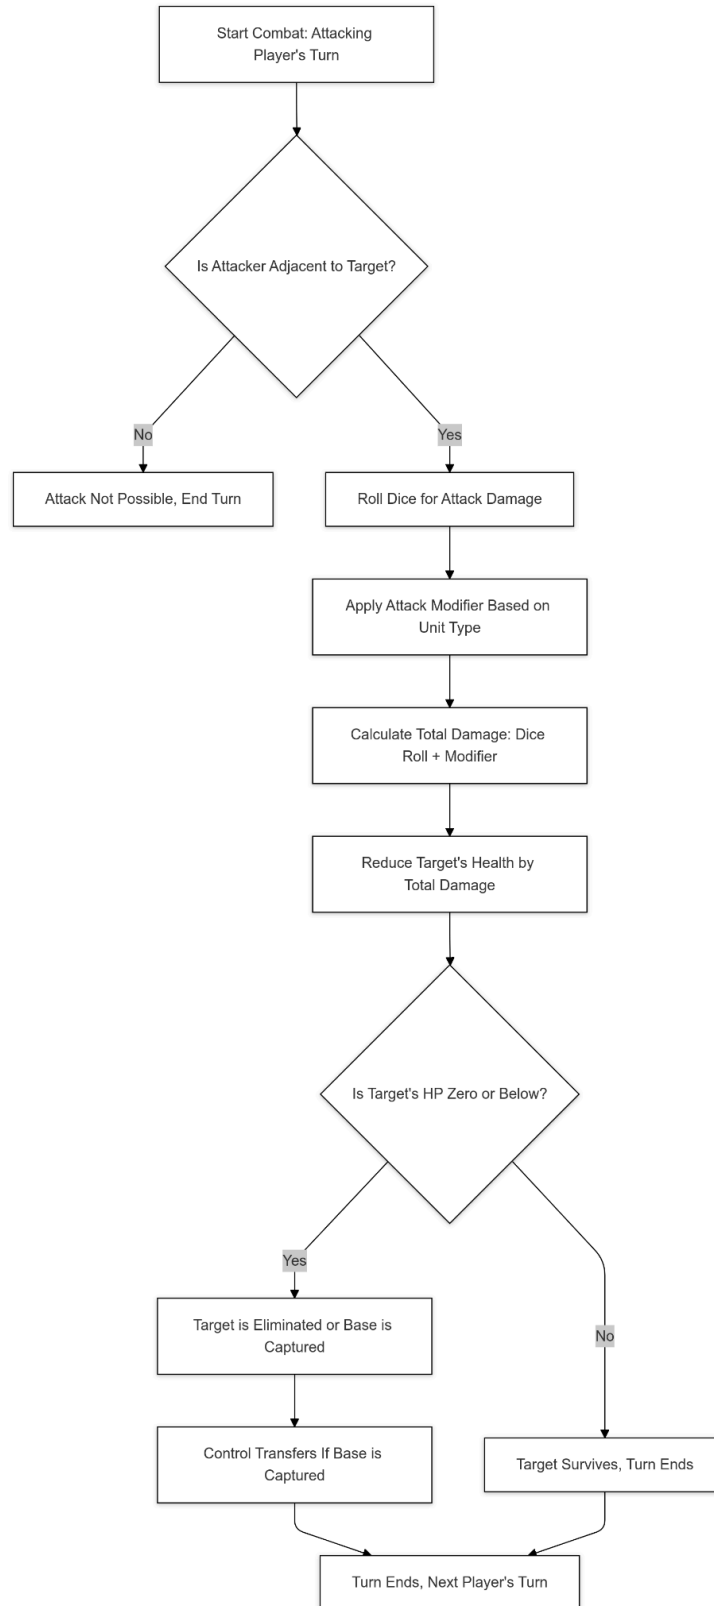 Start Combat: Attacking
Player's Turn
Is Attacker Adjacent to Target?
No
Yes
Attack Not Possible, End Turn
Roll Dice for Attack Damage
Apply Attack Modifier Based on
Unit Type
Calculate Total Damage: Dice
Roll + Modifier
Reduce Target's Health by
Total Damage
Is Target's HP Zero or Below?
Yes
Target is Eliminated or Base is
Captured
No
Control Transfers If Base is
Captured
Target Survives, Turn Ends
Turn Ends, Next Player's Turn